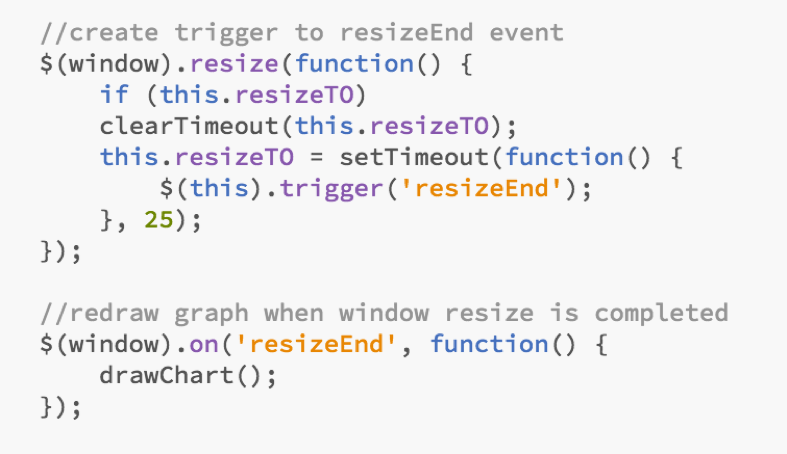 //create trigger to resizeEnd event
$(window).resize(function() {
    if (this.resizeTO)
    clearTimeout(this.resizeTO);
    this.resizeTO = setTimeout(function() {
        $(this).trigger('resizeEnd');
    }, 25);
});

//redraw graph when window resize is completed
$(window).on('resizeEnd', function() {
    drawChart();
});